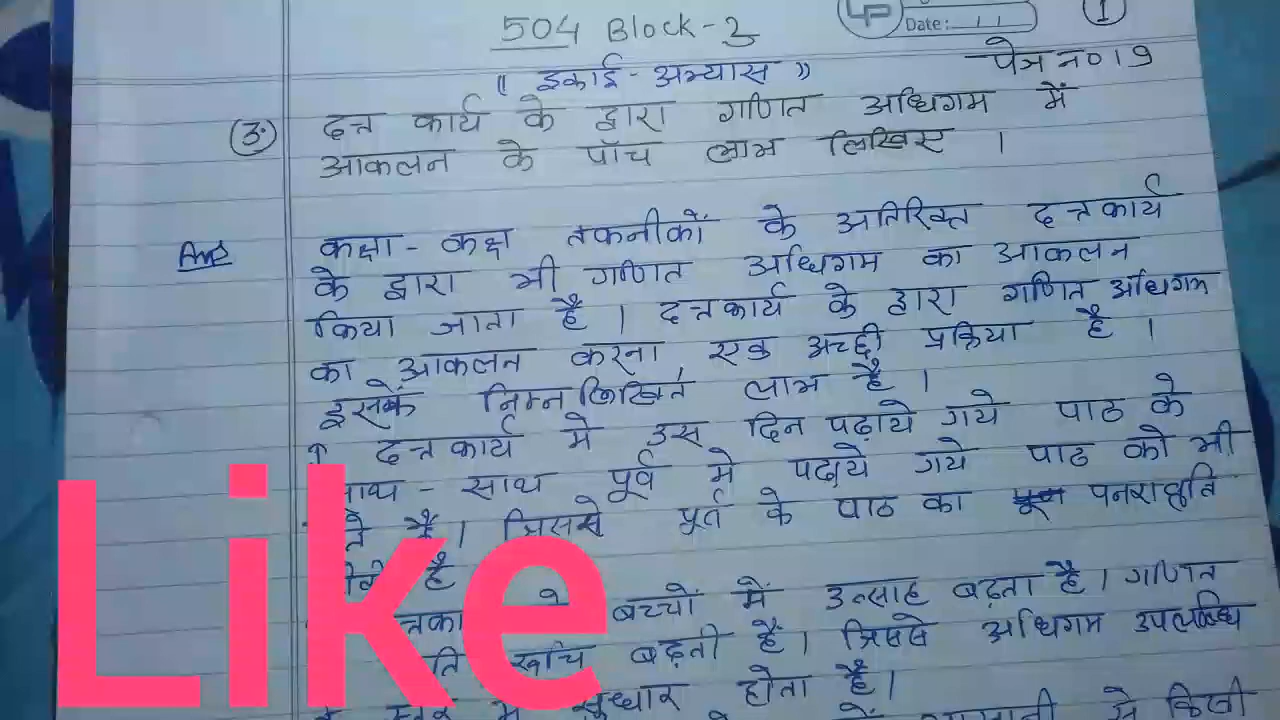 504 Block-3
Date: / /
1
(( इकाई - अभ्यास ))
पेज न० 19
(3.) दत्त कार्य के द्वारा गणित अधिगम में
आकलन के पाँच लाभ लिखिए ।
Ans कक्षा - कक्ष तकनीकों के अतिरिक्त दत्तकार्य
के द्वारा भी गणित अधिगम का आकलन
किया जाता है । दत्तकार्य के द्वारा गणित अधिगम
का आकलन करना एक अच्छी प्रक्रिया है ।
इसके निम्नलिखित लाभ है ।
दत्तकार्य मे उस दिन पढ़ाये गये पाठ के
साथ - साथ पूर्व मे पढाये गये पाठ को भी
है । जिससे पूर्त के पाठ का पनरावृति
है
बच्चों में उत्साह बढ़ता है । गणित
रूचि बढ़ती है । जिससे अधिगम उपलब्धि
सुधार होता है ।
Like